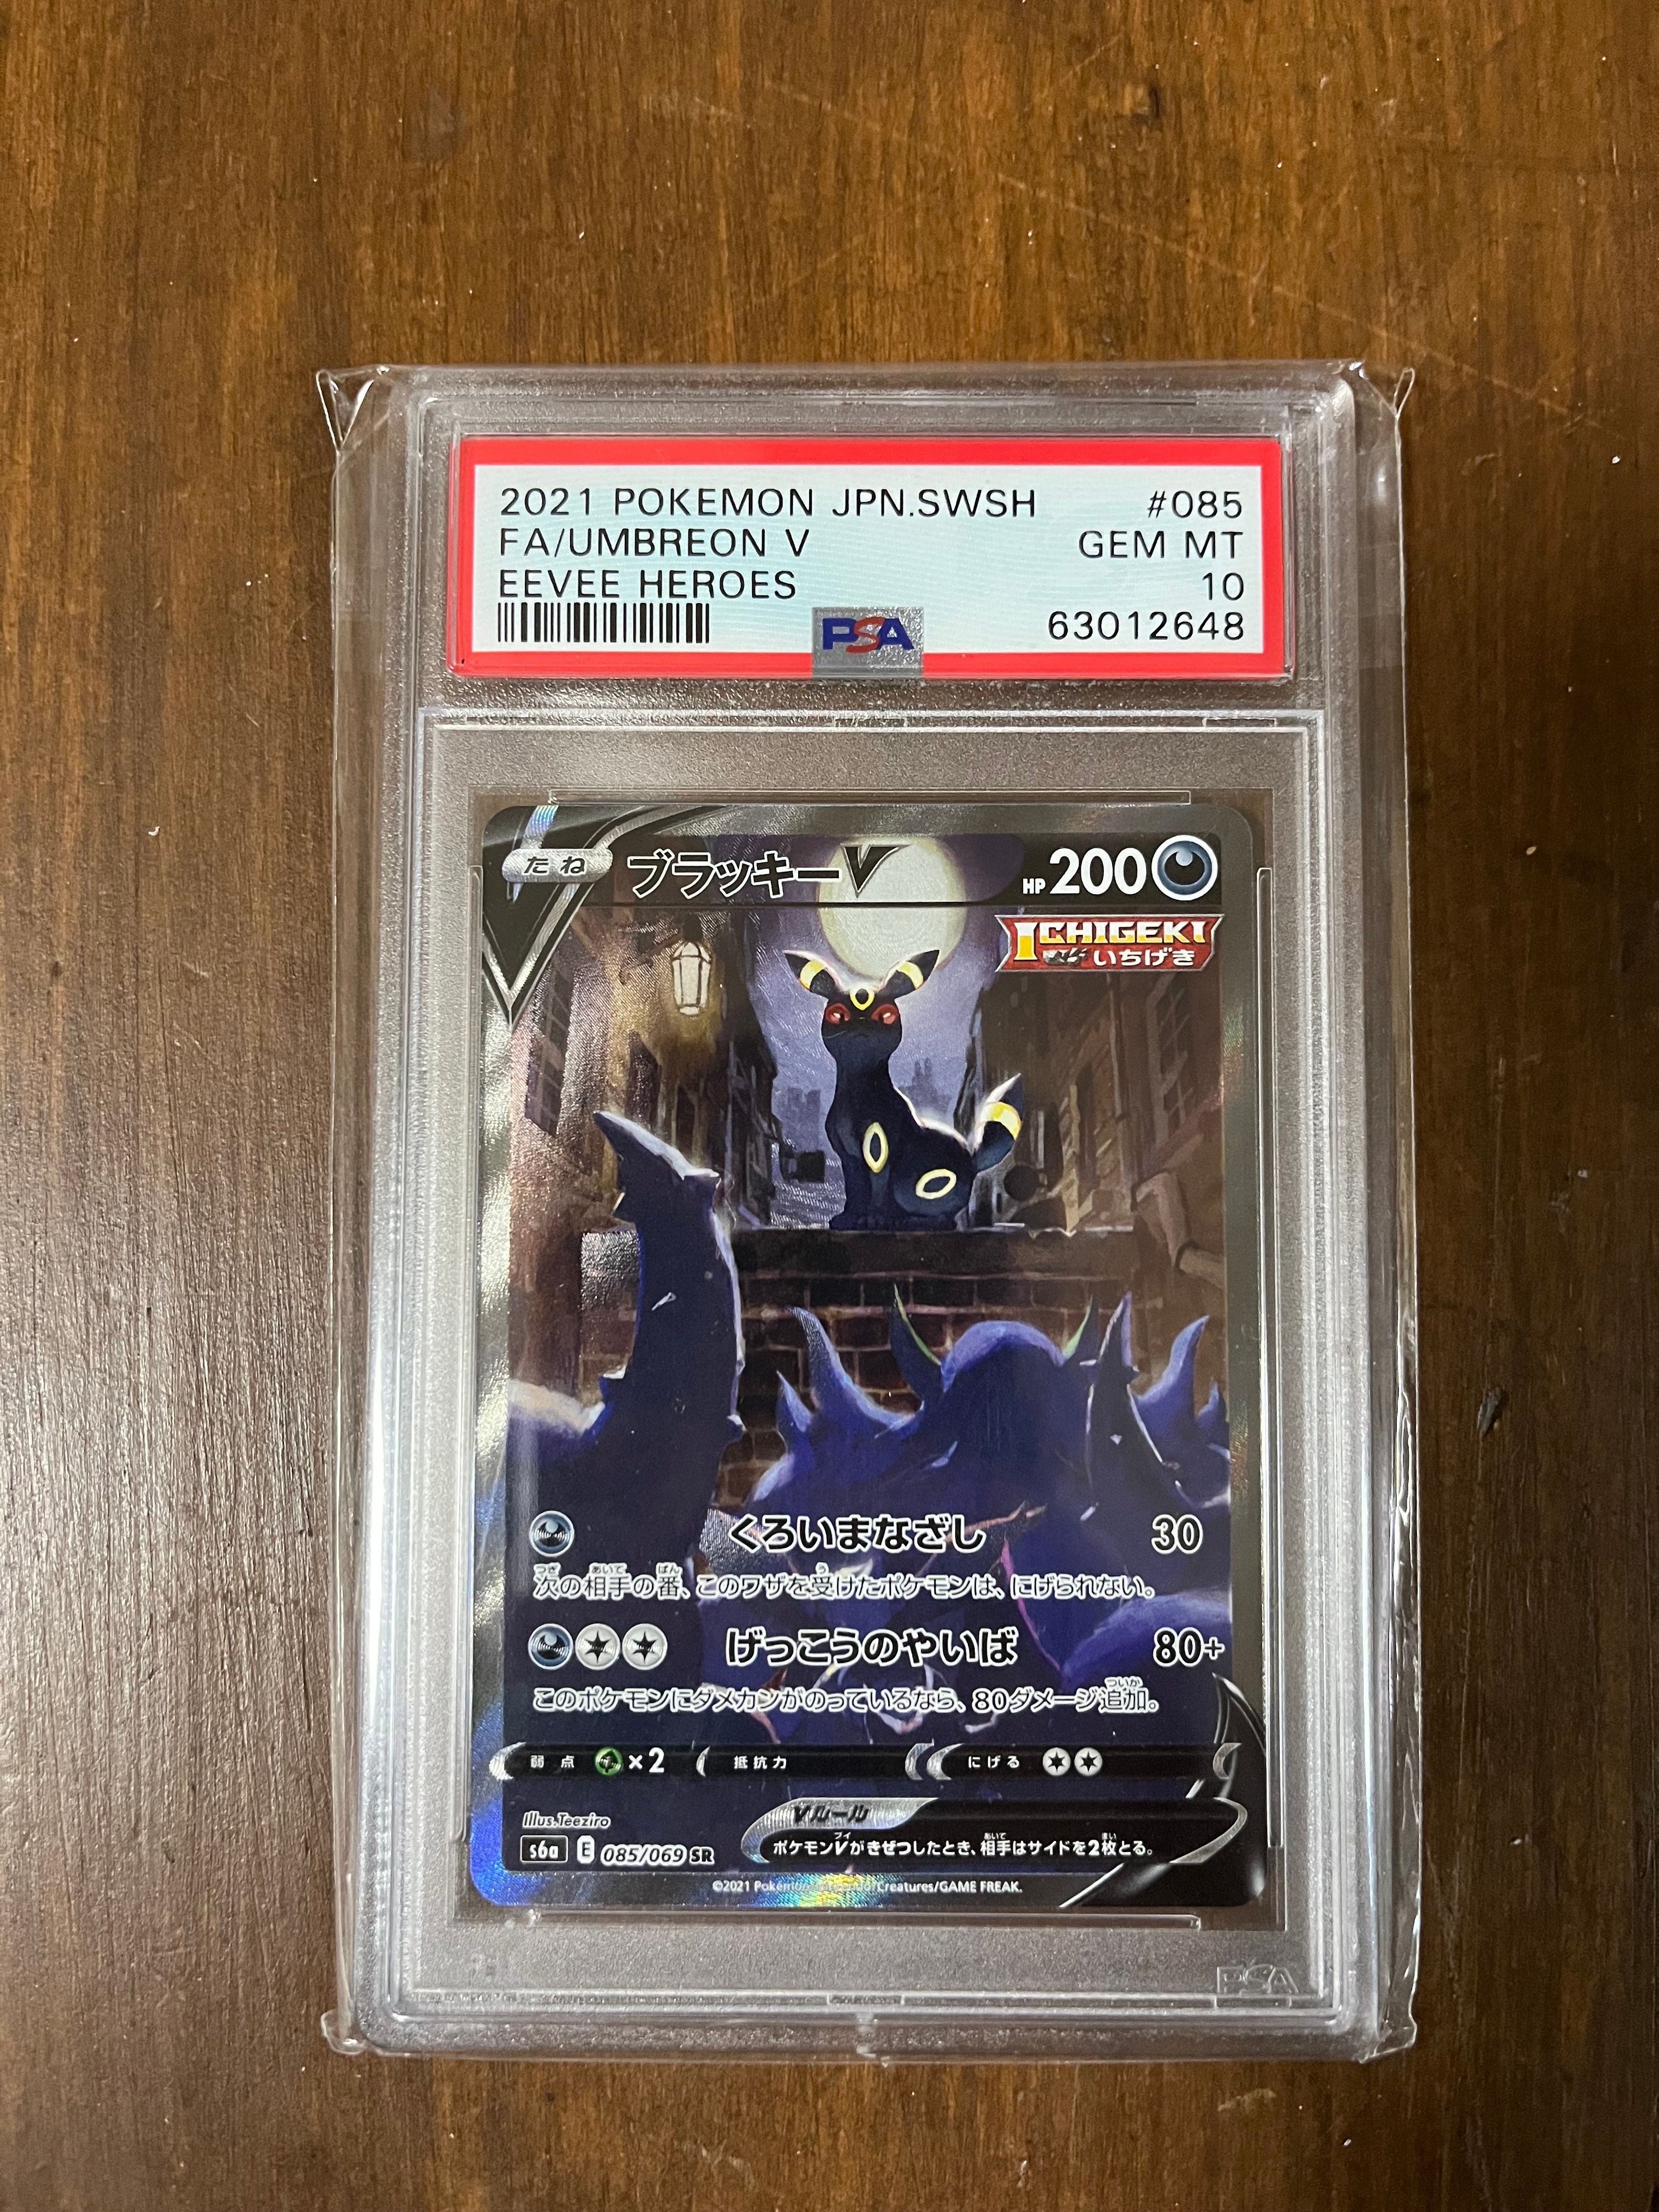 2021 POKEMON JPN.SWSH #085
FA/UMBREON V GEM MT
EEVEE HEROES 10
PSA 63012648
たね ブラッキーV HP 200
ICHIGEKI
いちげき
くろいまなざし 30
次の相手の番、このワザを受けたポケモンは、にげられない。
げっこうのやいば 80+
このポケモンにダメカンがのっているなら、80ダメージ追加。
弱点 ×2 抵抗力 にげる
Illus.Teeziro
Vルール
ポケモンVがきぜつしたとき、相手はサイドを2枚とる。
s6a E 085/069 SR
©2021 Pokémon/Nintendo/Creatures/GAME FREAK.
PSA